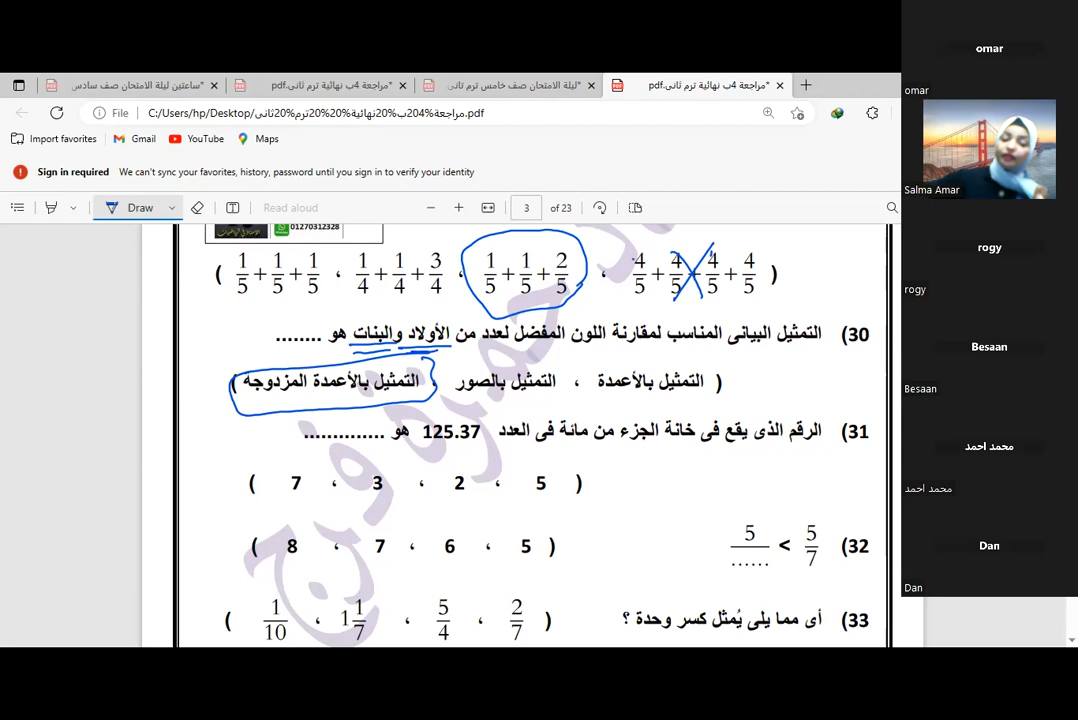 omar
*ساعتين ليلة الامتحان صف سادس
*مراجعة 4ب نهائية ترم ثانى.pdf
*ليلة الامتحان صف خامس ترم ثانى
*مراجعة 4ب نهائية ترم ثانى.pdf
omar
File C:/Users/hp/Desktop/مراجعة%204ب%20نهائية%20ترم%20ثانى.pdf
Import favorites Gmail YouTube Maps
Sign in required We can't sync your favorites, history, password until you sign in to verify your identity
Salma Amar
Draw Read aloud 3 of 23
01270312328
rogy
rogy
( 4/5 + 4/5 + 4/5 + 4/5 ، 1/5 + 1/5 + 2/5 ، 1/4 + 1/4 + 3/4 ، 1/5 + 1/5 + 1/5 )
30) التمثيل البيانى المناسب لمقارنة اللون المفضل لعدد من الأولاد والبنات هو ........
( التمثيل بالأعمدة ، التمثيل بالصور ، التمثيل بالأعمدة المزدوجه )
Besaan
Besaan
31) الرقم الذى يقع فى خانة الجزء من مائة فى العدد 125.37 هو ..............
( 5 ، 2 ، 3 ، 7 )
محمد احمد
محمد احمد
32) 5/7 > 5/...... ( 5 ، 6 ، 7 ، 8 )
Dan
Dan
33) أى مما يلى يُمثل كسر وحدة ؟ ( 2/7 ، 5/4 ، 1 1/7 ، 1/10 )